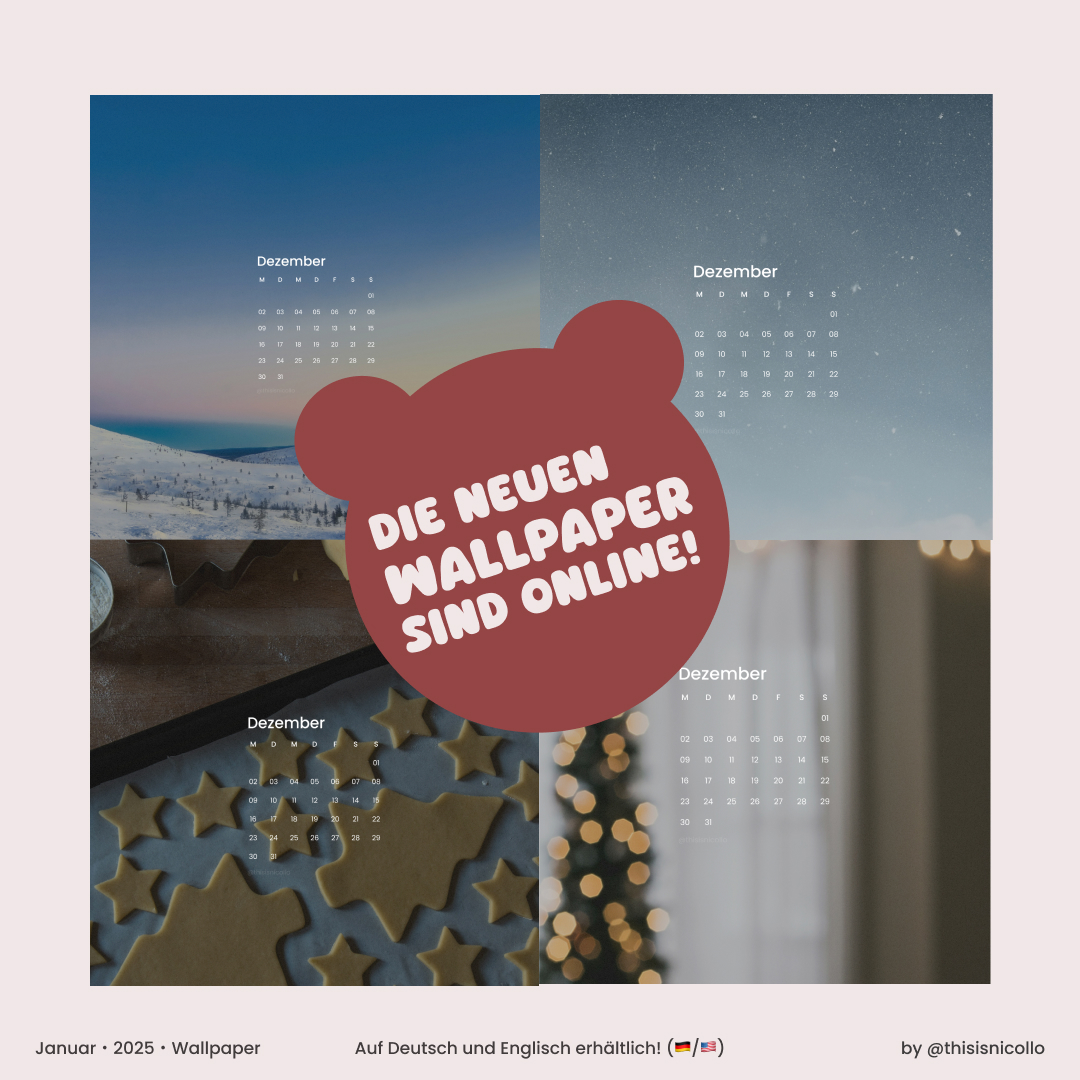 Dezember
M D M D F S S
01
02 03 04 05 06 07 08
09 10 11 12 13 14 15
16 17 18 19 20 21 22
23 24 25 26 27 28 29
30 31
Dezember
M D M D F S S
01
02 03 04 05 06 07 08
09 10 11 12 13 14 15
16 17 18 19 20 21 22
23 24 25 26 27 28 29
30 31
DIE NEUEN
WALLPAPER
SIND ONLINE!
Dezember
M D M D F S S
01
02 03 04 05 06 07 08
09 10 11 12 13 14 15
16 17 18 19 20 21 22
23 24 25 26 27 28 29
30 31
Dezember
M D M D F S S
01
02 03 04 05 06 07 08
09 10 11 12 13 14 15
16 17 18 19 20 21 22
23 24 25 26 27 28 29
30 31
Januar • 2025 • Wallpaper
Auf Deutsch und Englisch erhältlich! (🇩🇪/🇺🇸)
by @thisisnicollo